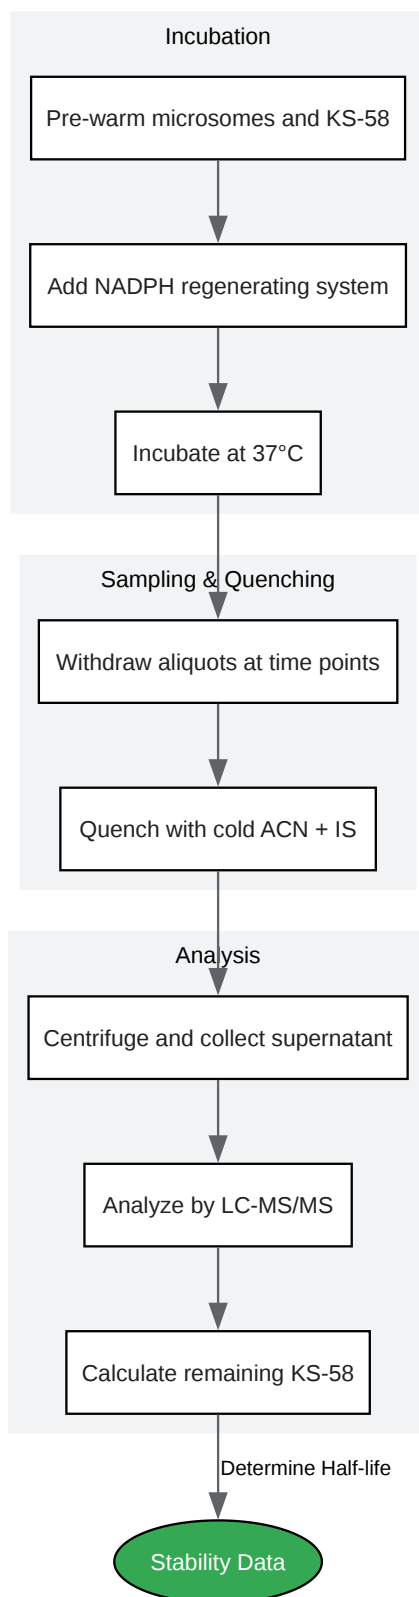 Incubation
Pre-warm microsomes and KS-58
Add NADPH regenerating system
Incubate at 37°C
Sampling & Quenching
Withdraw aliquots at time points
Quench with cold ACN + IS
Analysis
Centrifuge and collect supernatant
Analyze by LC-MS/MS
Calculate remaining KS-58
Determine Half-life
Stability Data